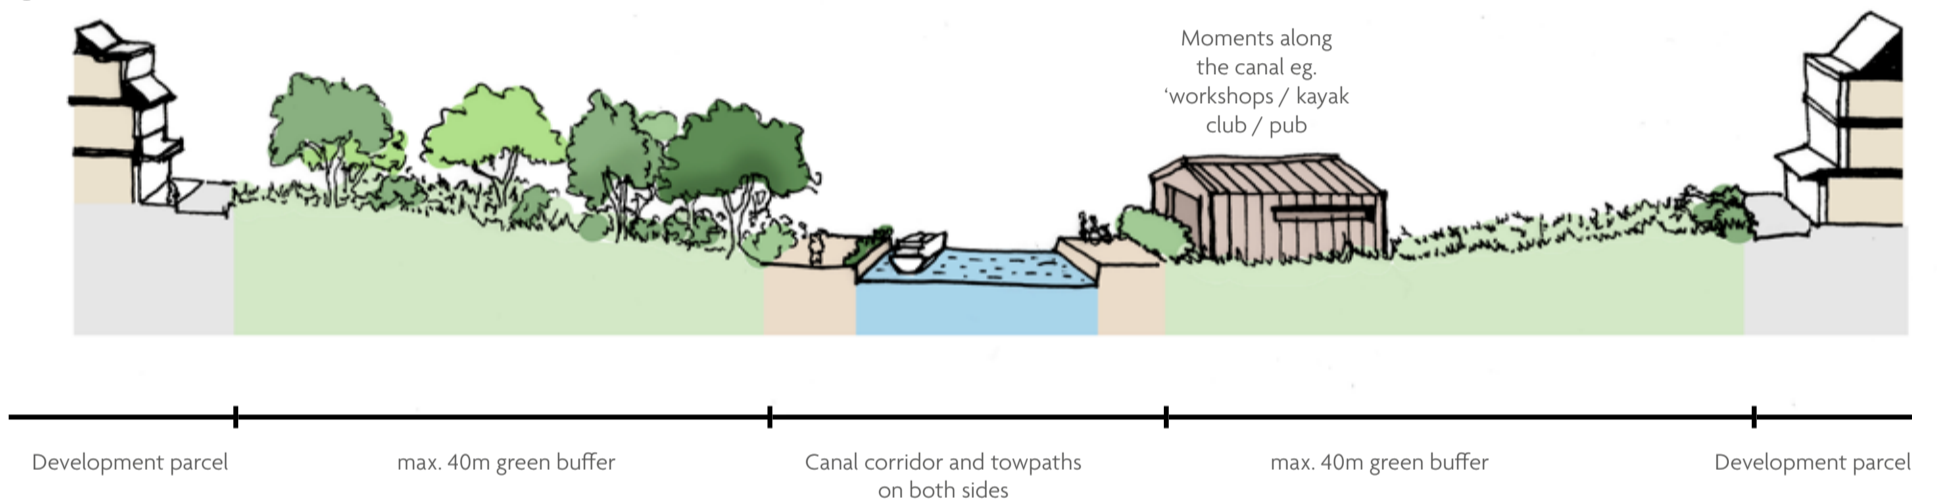 Moments along
the canal eg.
‘workshops / kayak
club / pub
Development parcel
max. 40m green buffer
Canal corridor and towpaths
on both sides
max. 40m green buffer
Development parcel